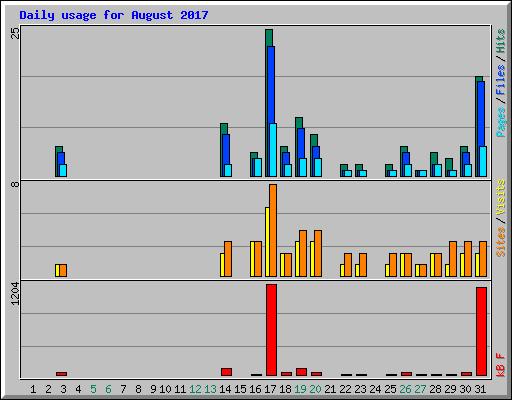 Daily usage for August 2017
25
8
1204
Pages / Files / Hits
Sites / Visits
kB F
1 2 3 4 5 6 7 8 9 10 11 12 13 14 15 16 17 18 19 20 21 22 23 24 25 26 27 28 29 30 31